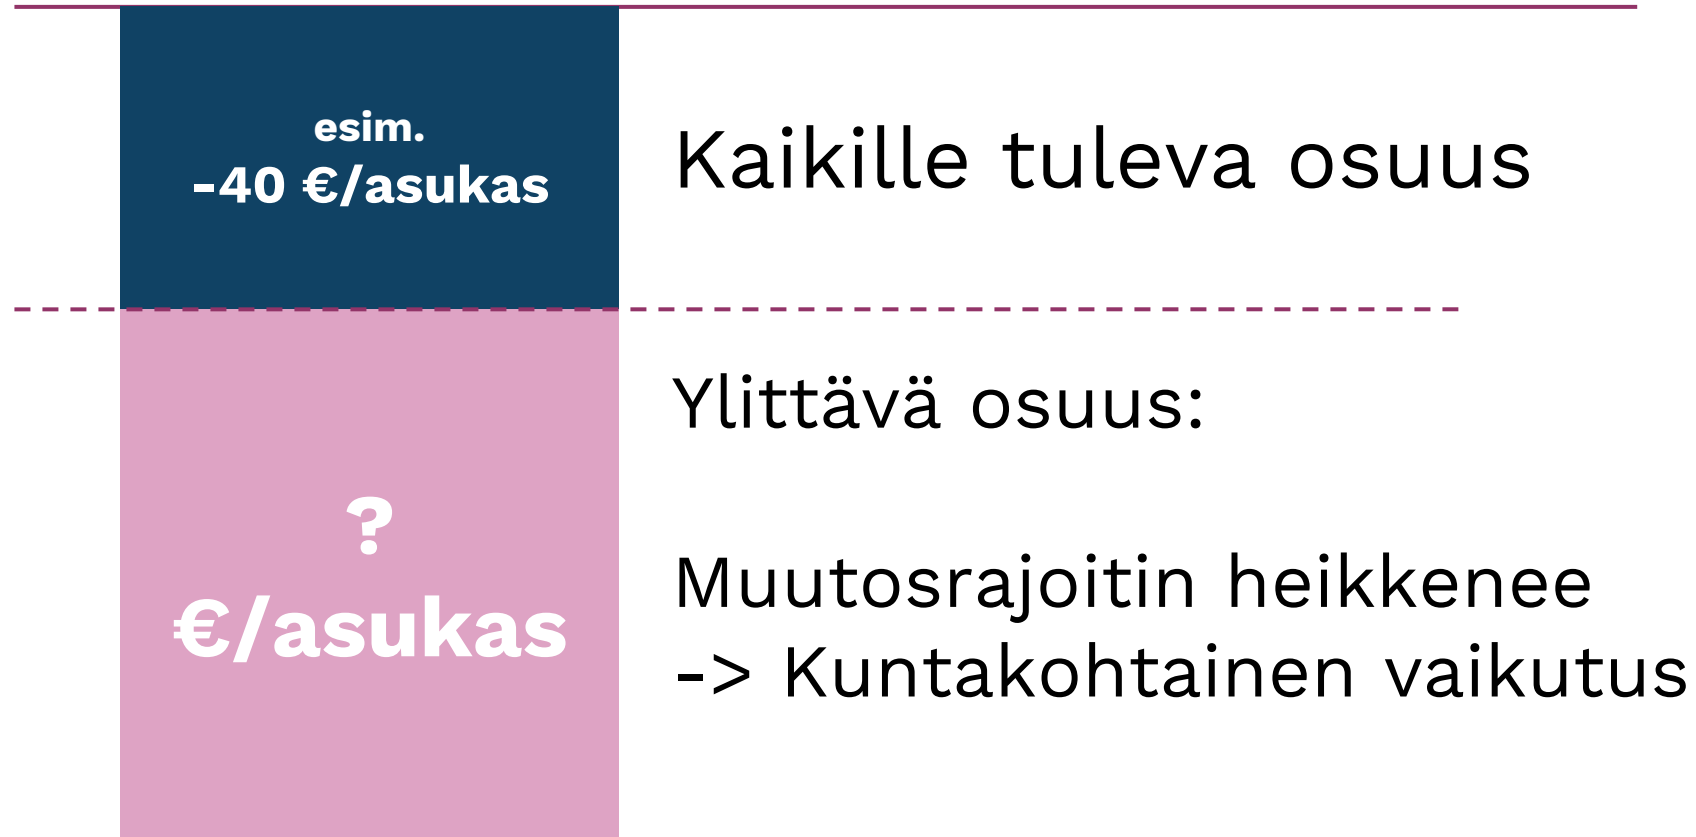 esim.
-40 €/asukas
Kaikille tuleva osuus
?
€/asukas
Ylittävä osuus:
Muutosrajoitin heikkenee
-> Kuntakohtainen vaikutus